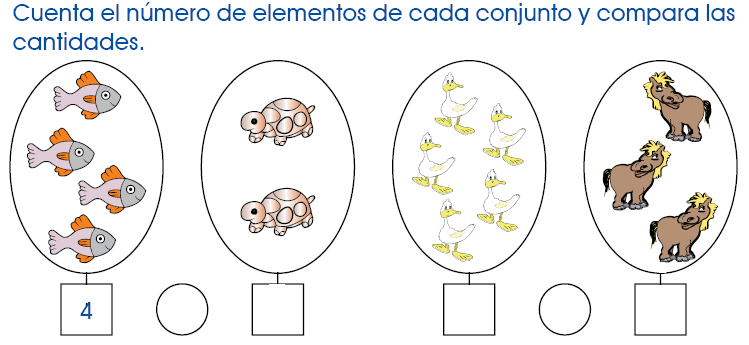 Cuenta el número de elementos de cada conjunto y compara las
cantidades.
4